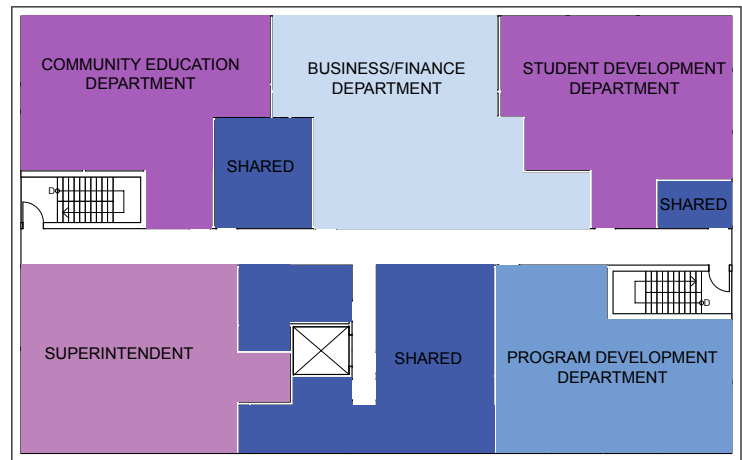 COMMUNITY EDUCATION
DEPARTMENT
BUSINESS/FINANCE
DEPARTMENT
STUDENT DEVELOPMENT
DEPARTMENT
SHARED
D
SHARED
SUPERINTENDENT
SHARED
PROGRAM DEVELOPMENT
DEPARTMENT
D